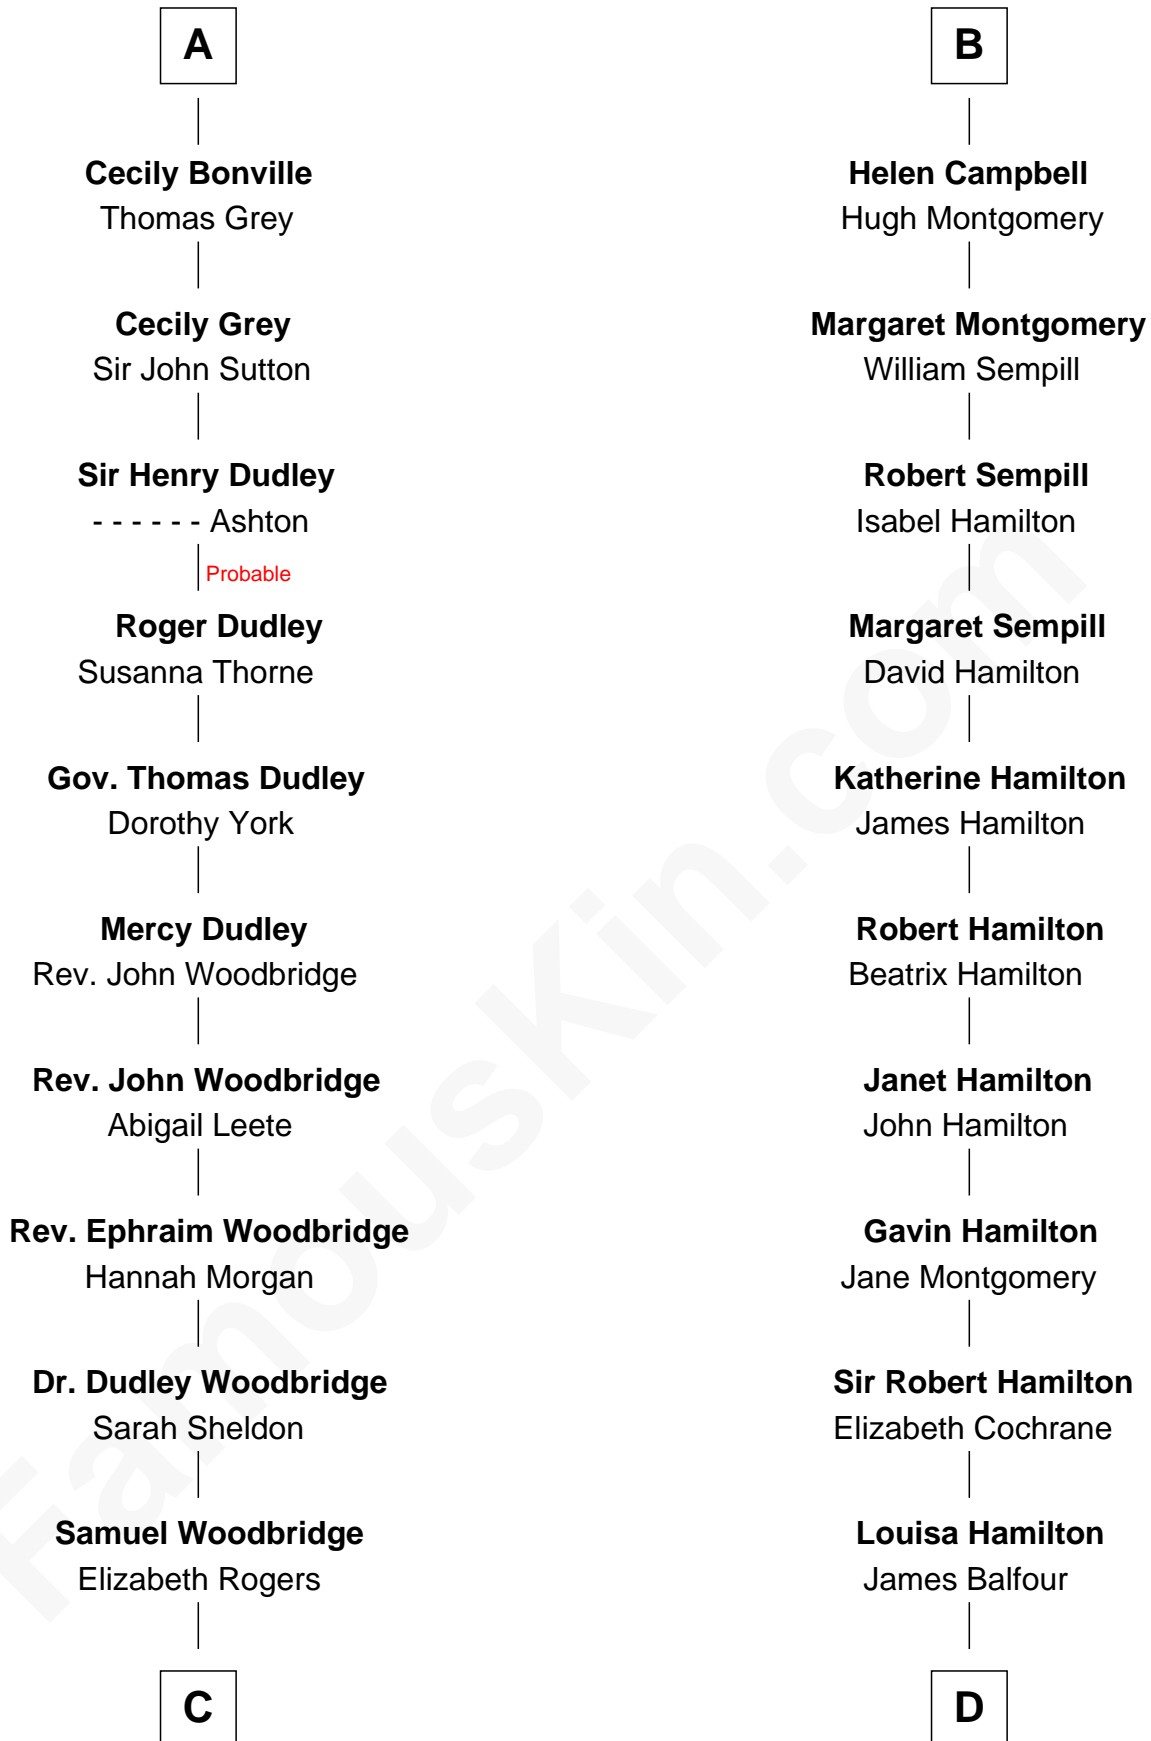 A
Cecily Bonville
Thomas Grey
Cecily Grey
Sir John Sutton
Sir Henry Dudley
- - - - - - Ashton
Probable
Roger Dudley
Susanna Thorne
Gov. Thomas Dudley
Dorothy York
Mercy Dudley
Rev. John Woodbridge
Rev. John Woodbridge
Abigail Leete
Rev. Ephraim Woodbridge
Hannah Morgan
Dr. Dudley Woodbridge
Sarah Sheldon
Samuel Woodbridge
Elizabeth Rogers
C
B
Helen Campbell
Hugh Montgomery
Margaret Montgomery
William Sempill
Robert Sempill
Isabel Hamilton
Margaret Sempill
David Hamilton
Katherine Hamilton
James Hamilton
Robert Hamilton
Beatrix Hamilton
Janet Hamilton
John Hamilton
Gavin Hamilton
Jane Montgomery
Sir Robert Hamilton
Elizabeth Cochrane
Louisa Hamilton
James Balfour
D
FamousKin.com